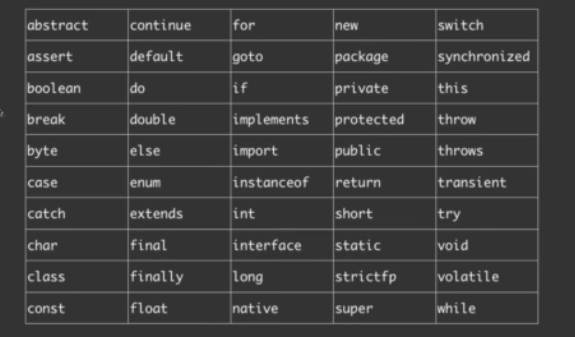 abstract continue for new switch
assert default goto package synchronized
boolean do if private this
break double implements protected throw
byte else import public throws
case enum instanceof return transient
catch extends int short try
char final interface static void
class finally long strictfp volatile
const float native super while